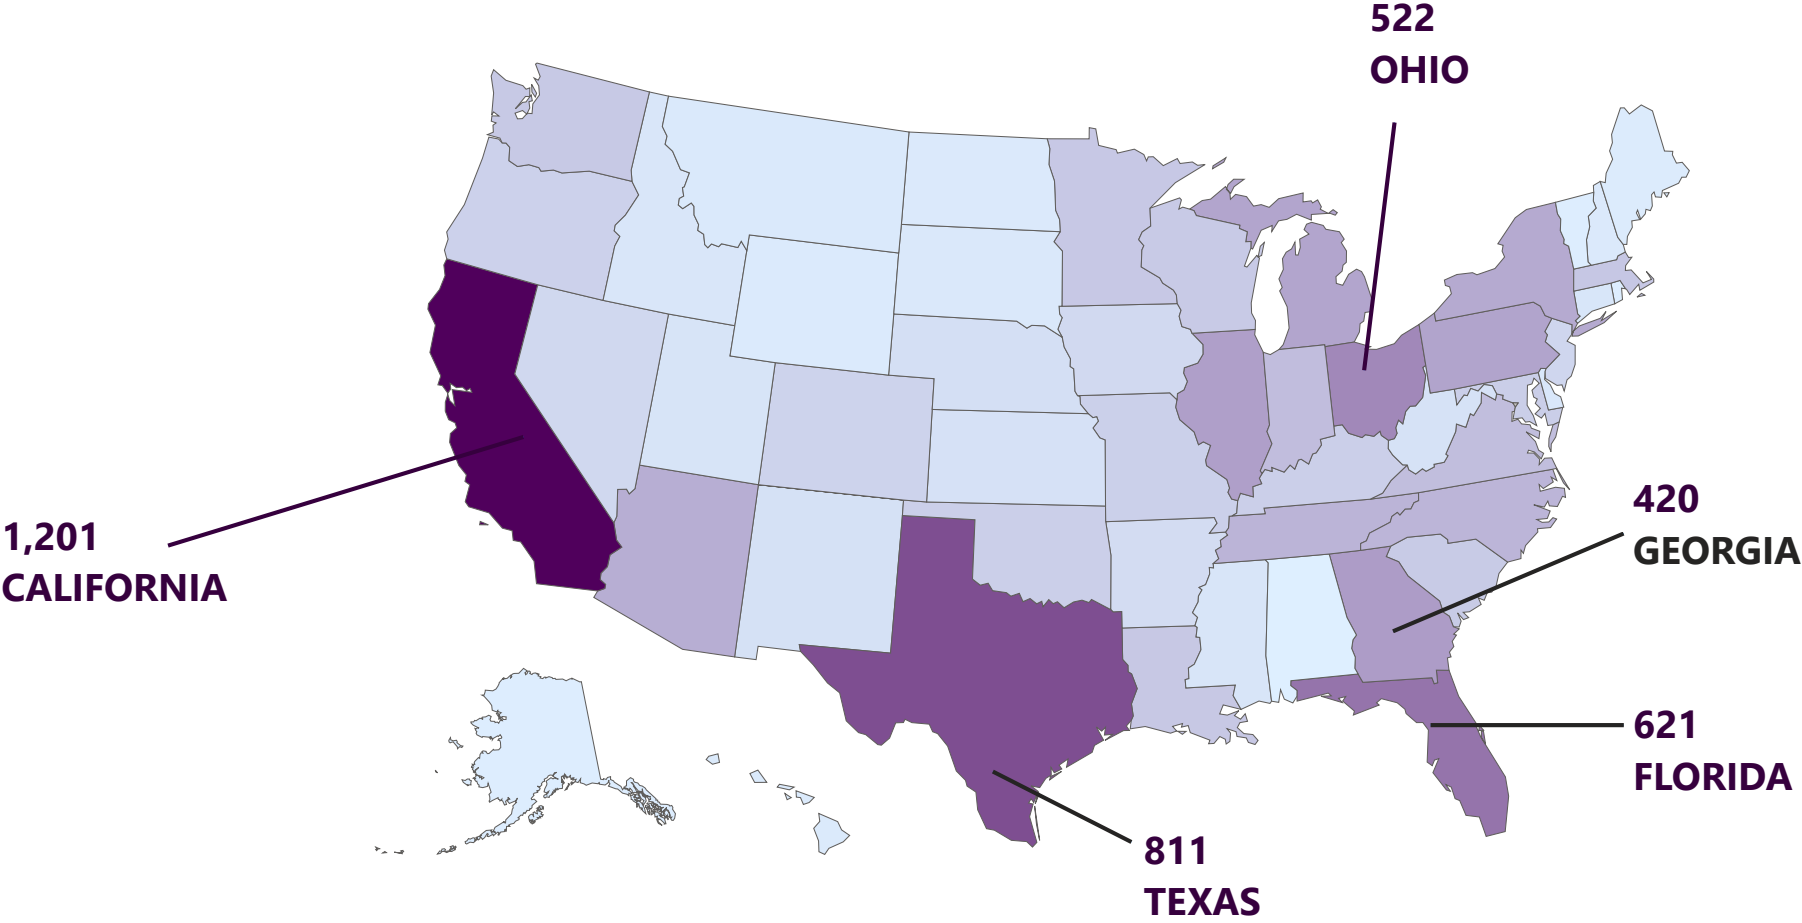 522
OHIO
420
GEORGIA
1,201
CALIFORNIA
621
FLORIDA
811
TEXAS